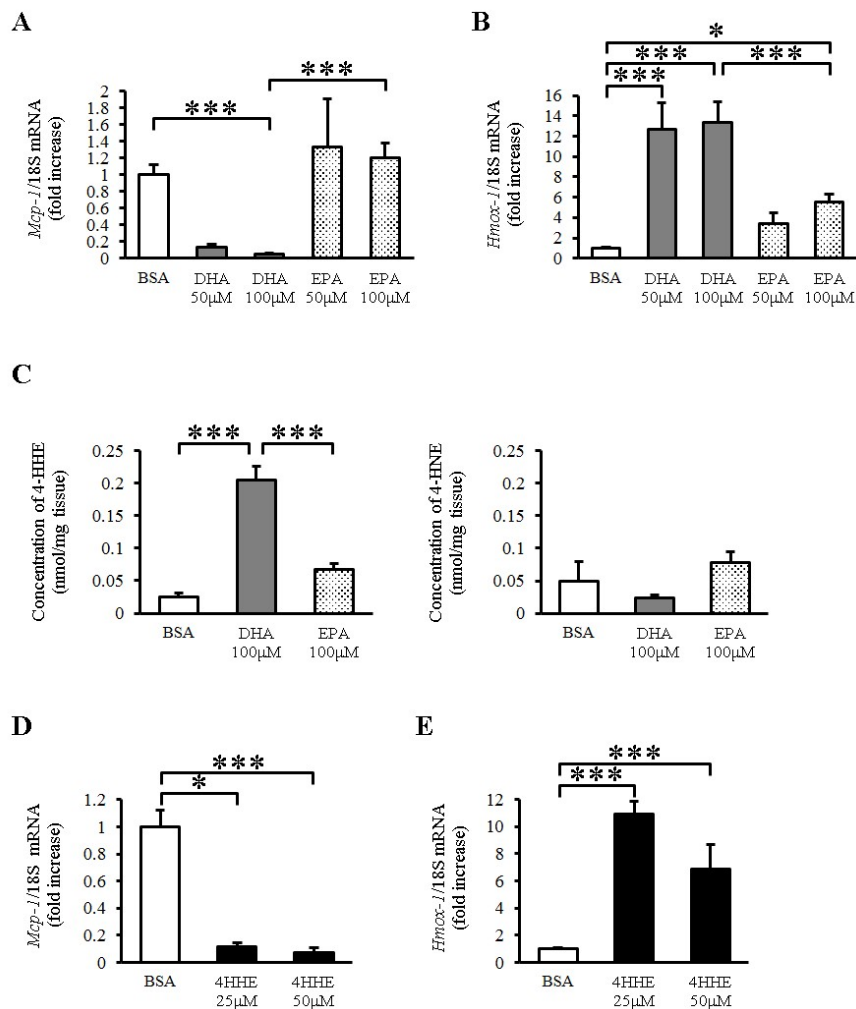 A
Mcp-1/18S mRNA
(fold increase)
***
***
2
1.8
1.6
1.4
1.2
1
0.8
0.6
0.4
0.2
0
BSA
DHA
50μM
DHA
100μM
EPA
50μM
EPA
100μM
B
Hmox-1/18S mRNA
(fold increase)
*
***
***
***
16
14
12
10
8
6
4
2
0
BSA
DHA
50μM
DHA
100μM
EPA
50μM
EPA
100μM
C
Concentration of 4-HHE
(nmol/mg tissue)
***
***
0.25
0.2
0.15
0.1
0.05
0
BSA
DHA
100μM
EPA
100μM
Concentration of 4-HNE
(nmol/mg tissue)
0.25
0.2
0.15
0.1
0.05
0
BSA
DHA
100μM
EPA
100μM
D
Mcp-1/18S mRNA
(fold increase)
***
*
1.2
1
0.8
0.6
0.4
0.2
0
BSA
4HHE
25μM
4HHE
50μM
E
Hmox-1/18S mRNA
(fold increase)
***
***
12
10
8
6
4
2
0
BSA
4HHE
25μM
4HHE
50μM